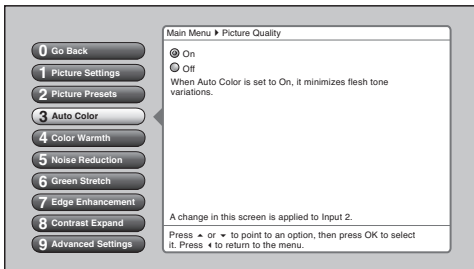 Main Menu ▶ Picture Quality
0 Go Back
1 Picture Settings
2 Picture Presets
3 Auto Color
4 Color Warmth
5 Noise Reduction
6 Green Stretch
7 Edge Enhancement
8 Contrast Expand
9 Advanced Settings
On
Off
When Auto Color is set to On, it minimizes flesh tone
variations.
A change in this screen is applied to Input 2.
Press ▲ or ▼ to point to an option, then press OK to select
it. Press ◀ to return to the menu.